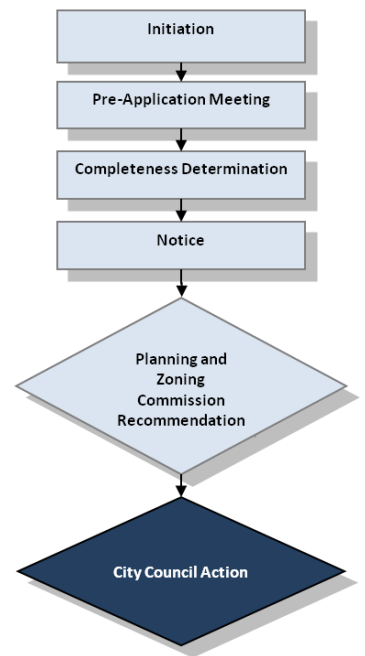 Initiation
Pre-Application Meeting
Completeness Determination
Notice
Planning and
Zoning
Commission
Recommendation
City Council Action